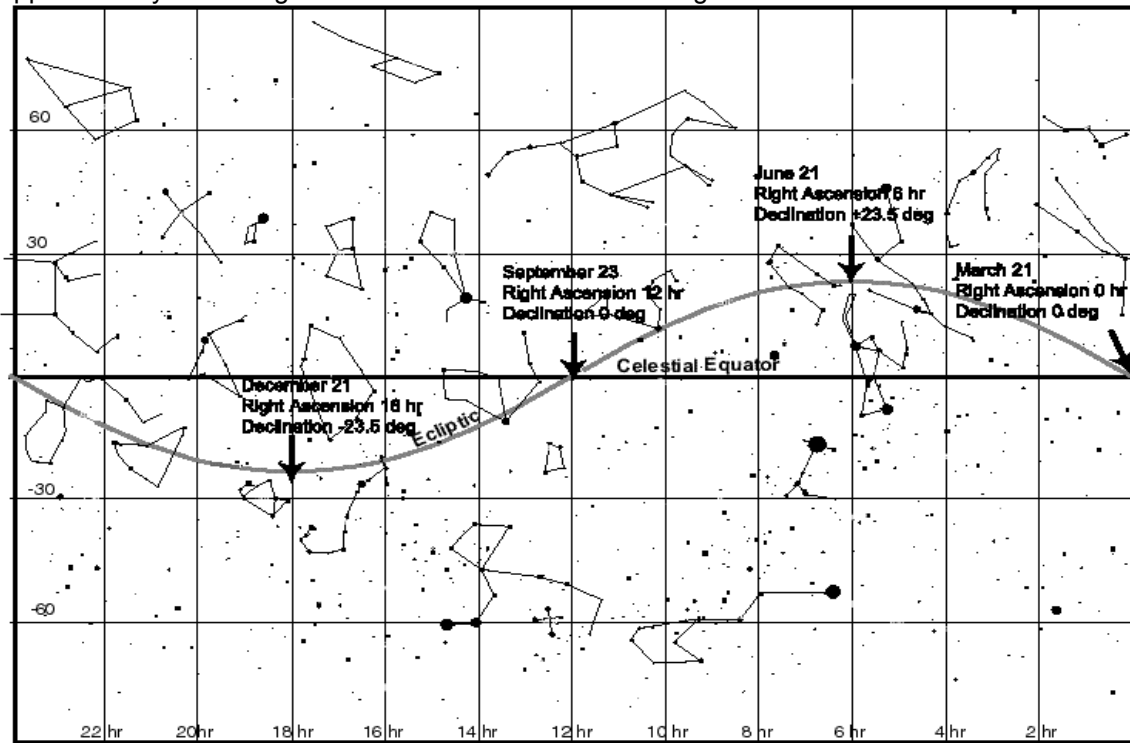 60
June 21
Right Ascension 6 hr
Declination +23.5 deg
30
September 23
Right Ascension 12 hr
Declination 0 deg
March 21
Right Ascension 0 hr
Declination 0 deg
15
Celestial Equator
December 21
Right Ascension 18 hr
Declination -23.5 deg
Ecliptic
-30
-60
22 hr 20 hr 18 hr 16 hr 14 hr 12 hr 10 hr 8 hr 6 hr 4 hr 2 hr